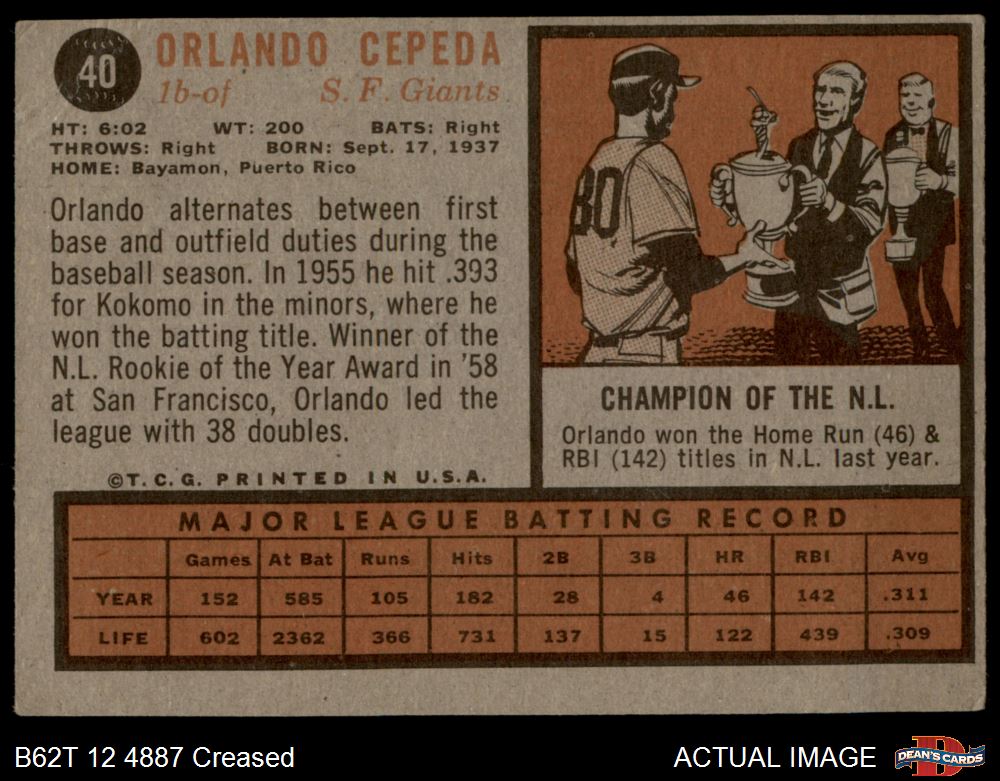 40
ORLANDO CEPEDA
1b-of S. F. Giants
HT: 6:02 WT: 200 BATS: Right
THROWS: Right BORN: Sept. 17, 1937
HOME: Bayamon, Puerto Rico
Orlando alternates between first
base and outfield duties during the
baseball season. In 1955 he hit .393
for Kokomo in the minors, where he
won the batting title. Winner of the
N.L. Rookie of the Year Award in '58
at San Francisco, Orlando led the
league with 38 doubles.
©T.C.G. PRINTED IN U.S.A.
30
CHAMPION OF THE N.L.
Orlando won the Home Run (46) &
RBI (142) titles in N.L. last year.
MAJOR LEAGUE BATTING RECORD
Games At Bat Runs Hits 2B 3B HR RBI Avg
YEAR 152 585 105 182 28 4 46 142 .311
LIFE 602 2362 366 731 137 15 122 439 .309
B62T 12 4887 Creased
ACTUAL IMAGE
D
DEAN'S CARDS